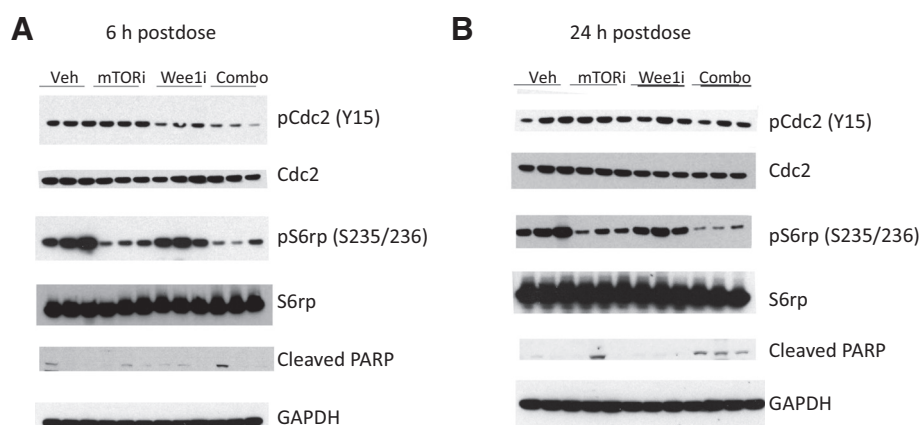 A
6 h postdose
Veh mTORi Wee1i Combo
pCdc2 (Y15)
Cdc2
pS6rp (S235/236)
S6rp
Cleaved PARP
GAPDH
B
24 h postdose
Veh mTORi Wee1i Combo
pCdc2 (Y15)
Cdc2
pS6rp (S235/236)
S6rp
Cleaved PARP
GAPDH